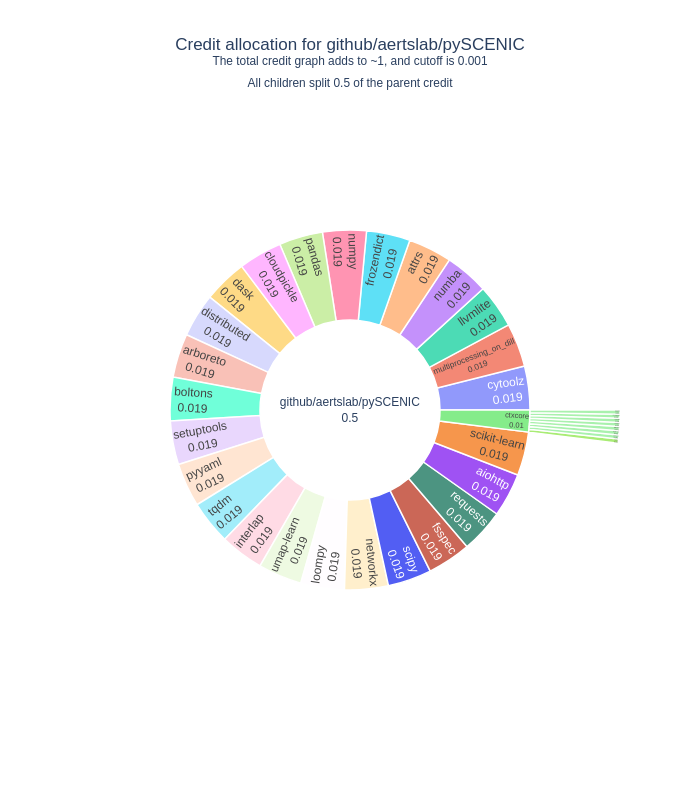 Credit allocation for github/aertslab/pySCENIC
The total credit graph adds to ~1, and cutoff is 0.001
All children split 0.5 of the parent credit
github/aertslab/pySCENIC
0.5
cytoolz
0.019
multiprocessing_on_dill
0.019
llvmlite
0.019
numba
0.019
attrs
0.019
frozendict
0.019
numpy
0.019
pandas
0.019
cloudpickle
0.019
dask
0.019
distributed
0.019
arboreto
0.019
boltons
0.019
setuptools
0.019
pyyaml
0.019
tqdm
0.019
interlap
0.019
umap-learn
0.019
loompy
0.019
networkx
0.019
scipy
0.019
fsspec
0.019
requests
0.019
aiohttp
0.019
scikit-learn
0.019
ctxcore
0.01